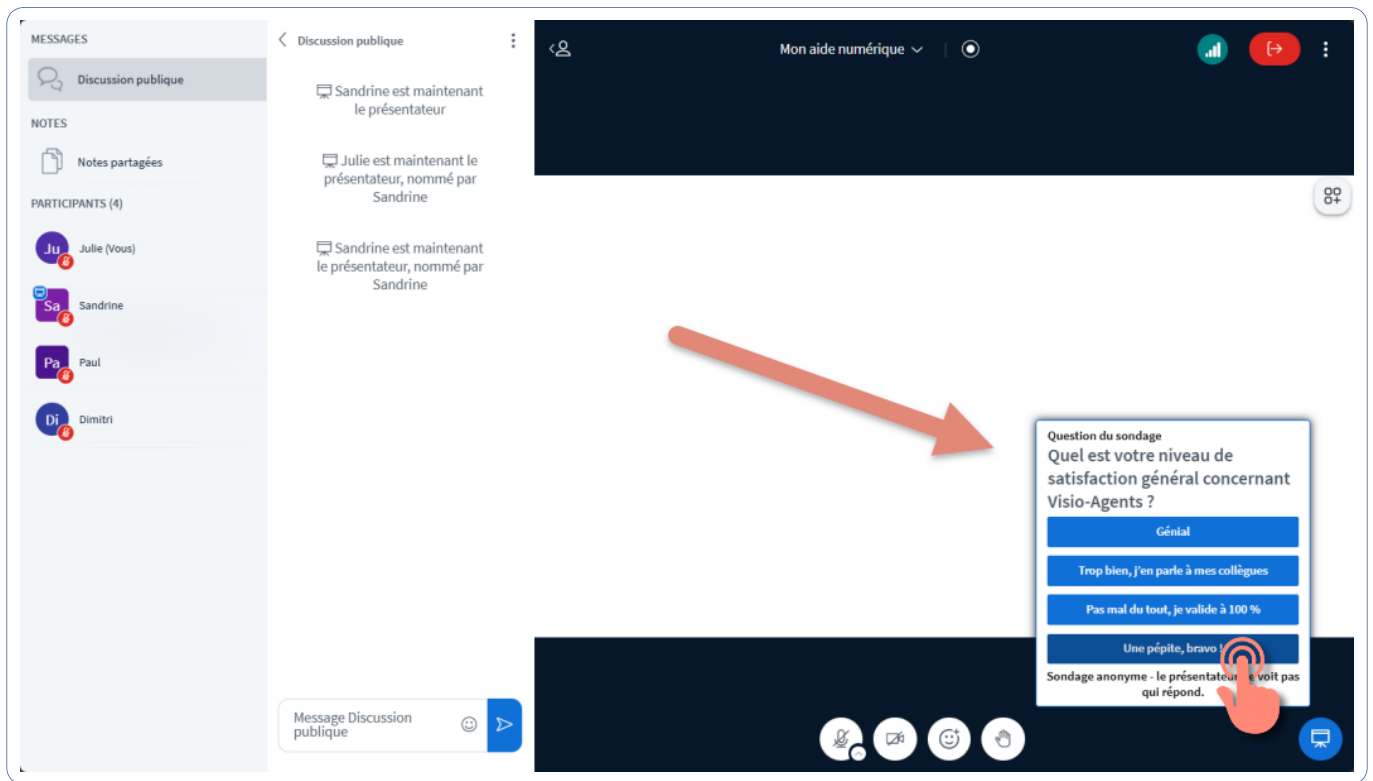 MESSAGES
Discussion publique
NOTES
Notes partagées
PARTICIPANTS (4)
Ju
Julie (Vous)
Sa
Sandrine
Pa
Paul
Di
Dimitri
Discussion publique
Sandrine est maintenant
le présentateur
Julie est maintenant le
présentateur, nommé par
Sandrine
Sandrine est maintenant
le présentateur, nommé par
Sandrine
Message Discussion
publique
Mon aide numérique
Question du sondage
Quel est votre niveau de
satisfaction général concernant
Visio-Agents ?
Génial
Trop bien, j'en parle à mes collègues
Pas mal du tout, je valide à 100 %
Une pépite, bravo !
Sondage anonyme - le présentateur ne voit pas
qui répond.